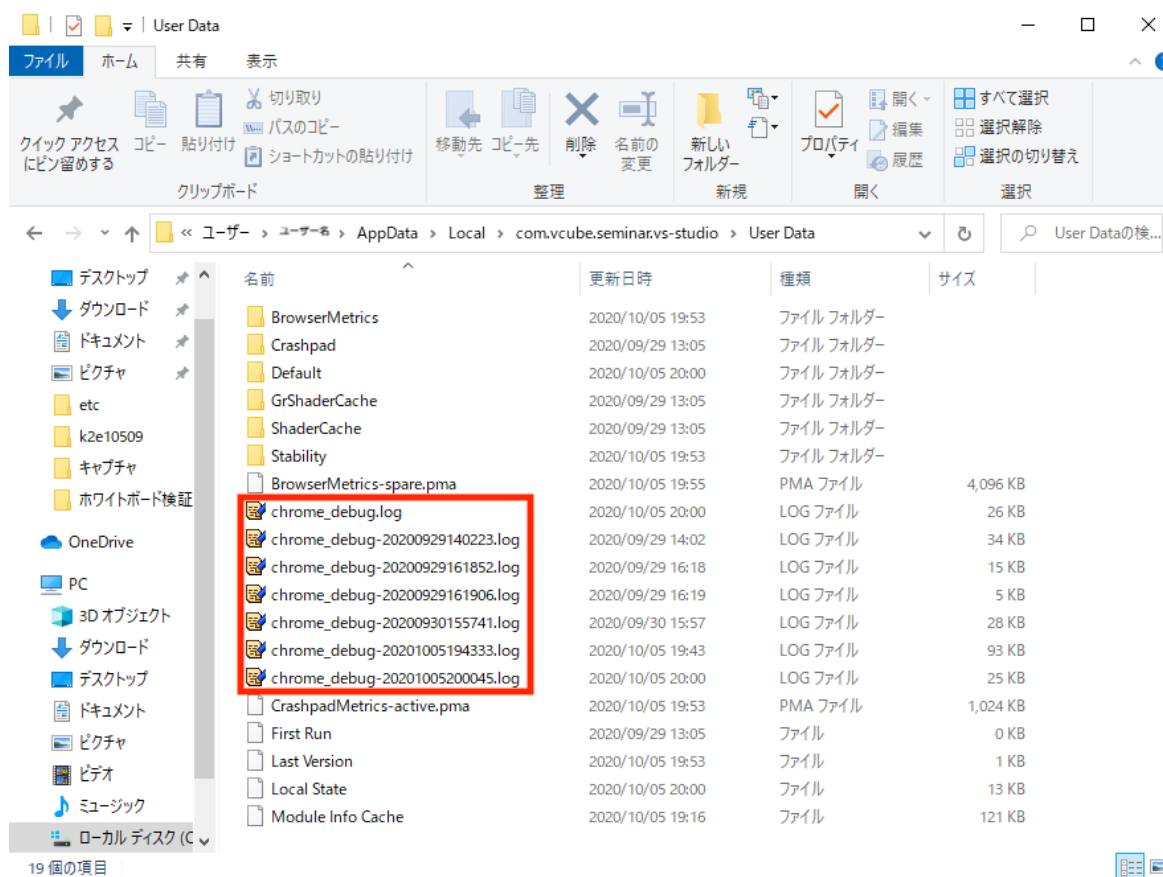 User Data
ファイル ホーム 共有 表示
クイック アクセス
にピン留めする
コピー
貼り付け
切り取り
パスのコピー
ショートカットの貼り付け
クリップボード
移動先
コピー先
削除
名前の
変更
整理
新しい
フォルダー
新規
プロパティ
開く
編集
履歴
開く
すべて選択
選択解除
選択の切り替え
選択
« ユーザー › ユーザー名 › AppData › Local › com.vcube.seminar.vs-studio › User Data
User Dataの検...
デスクトップ
ダウンロード
ドキュメント
ピクチャ
etc
k2e10509
キャプチャ
ホワイトボード検証
OneDrive
PC
3D オブジェクト
ダウンロード
デスクトップ
ドキュメント
ピクチャ
ビデオ
ミュージック
ローカル ディスク (C
名前 更新日時 種類 サイズ
BrowserMetrics 2020/10/05 19:53 ファイル フォルダー
Crashpad 2020/09/29 13:05 ファイル フォルダー
Default 2020/10/05 20:00 ファイル フォルダー
GrShaderCache 2020/09/29 13:05 ファイル フォルダー
ShaderCache 2020/09/29 13:05 ファイル フォルダー
Stability 2020/10/05 19:53 ファイル フォルダー
BrowserMetrics-spare.pma 2020/10/05 19:55 PMA ファイル 4,096 KB
chrome_debug.log 2020/10/05 20:00 LOG ファイル 26 KB
chrome_debug-20200929140223.log 2020/09/29 14:02 LOG ファイル 34 KB
chrome_debug-20200929161852.log 2020/09/29 16:18 LOG ファイル 15 KB
chrome_debug-20200929161906.log 2020/09/29 16:19 LOG ファイル 5 KB
chrome_debug-20200930155741.log 2020/09/30 15:57 LOG ファイル 28 KB
chrome_debug-20201005194333.log 2020/10/05 19:43 LOG ファイル 93 KB
chrome_debug-20201005200045.log 2020/10/05 20:00 LOG ファイル 25 KB
CrashpadMetrics-active.pma 2020/10/05 19:53 PMA ファイル 1,024 KB
First Run 2020/09/29 13:05 ファイル 0 KB
Last Version 2020/10/05 19:53 ファイル 1 KB
Local State 2020/10/05 20:00 ファイル 13 KB
Module Info Cache 2020/10/05 19:16 ファイル 121 KB
19 個の項目